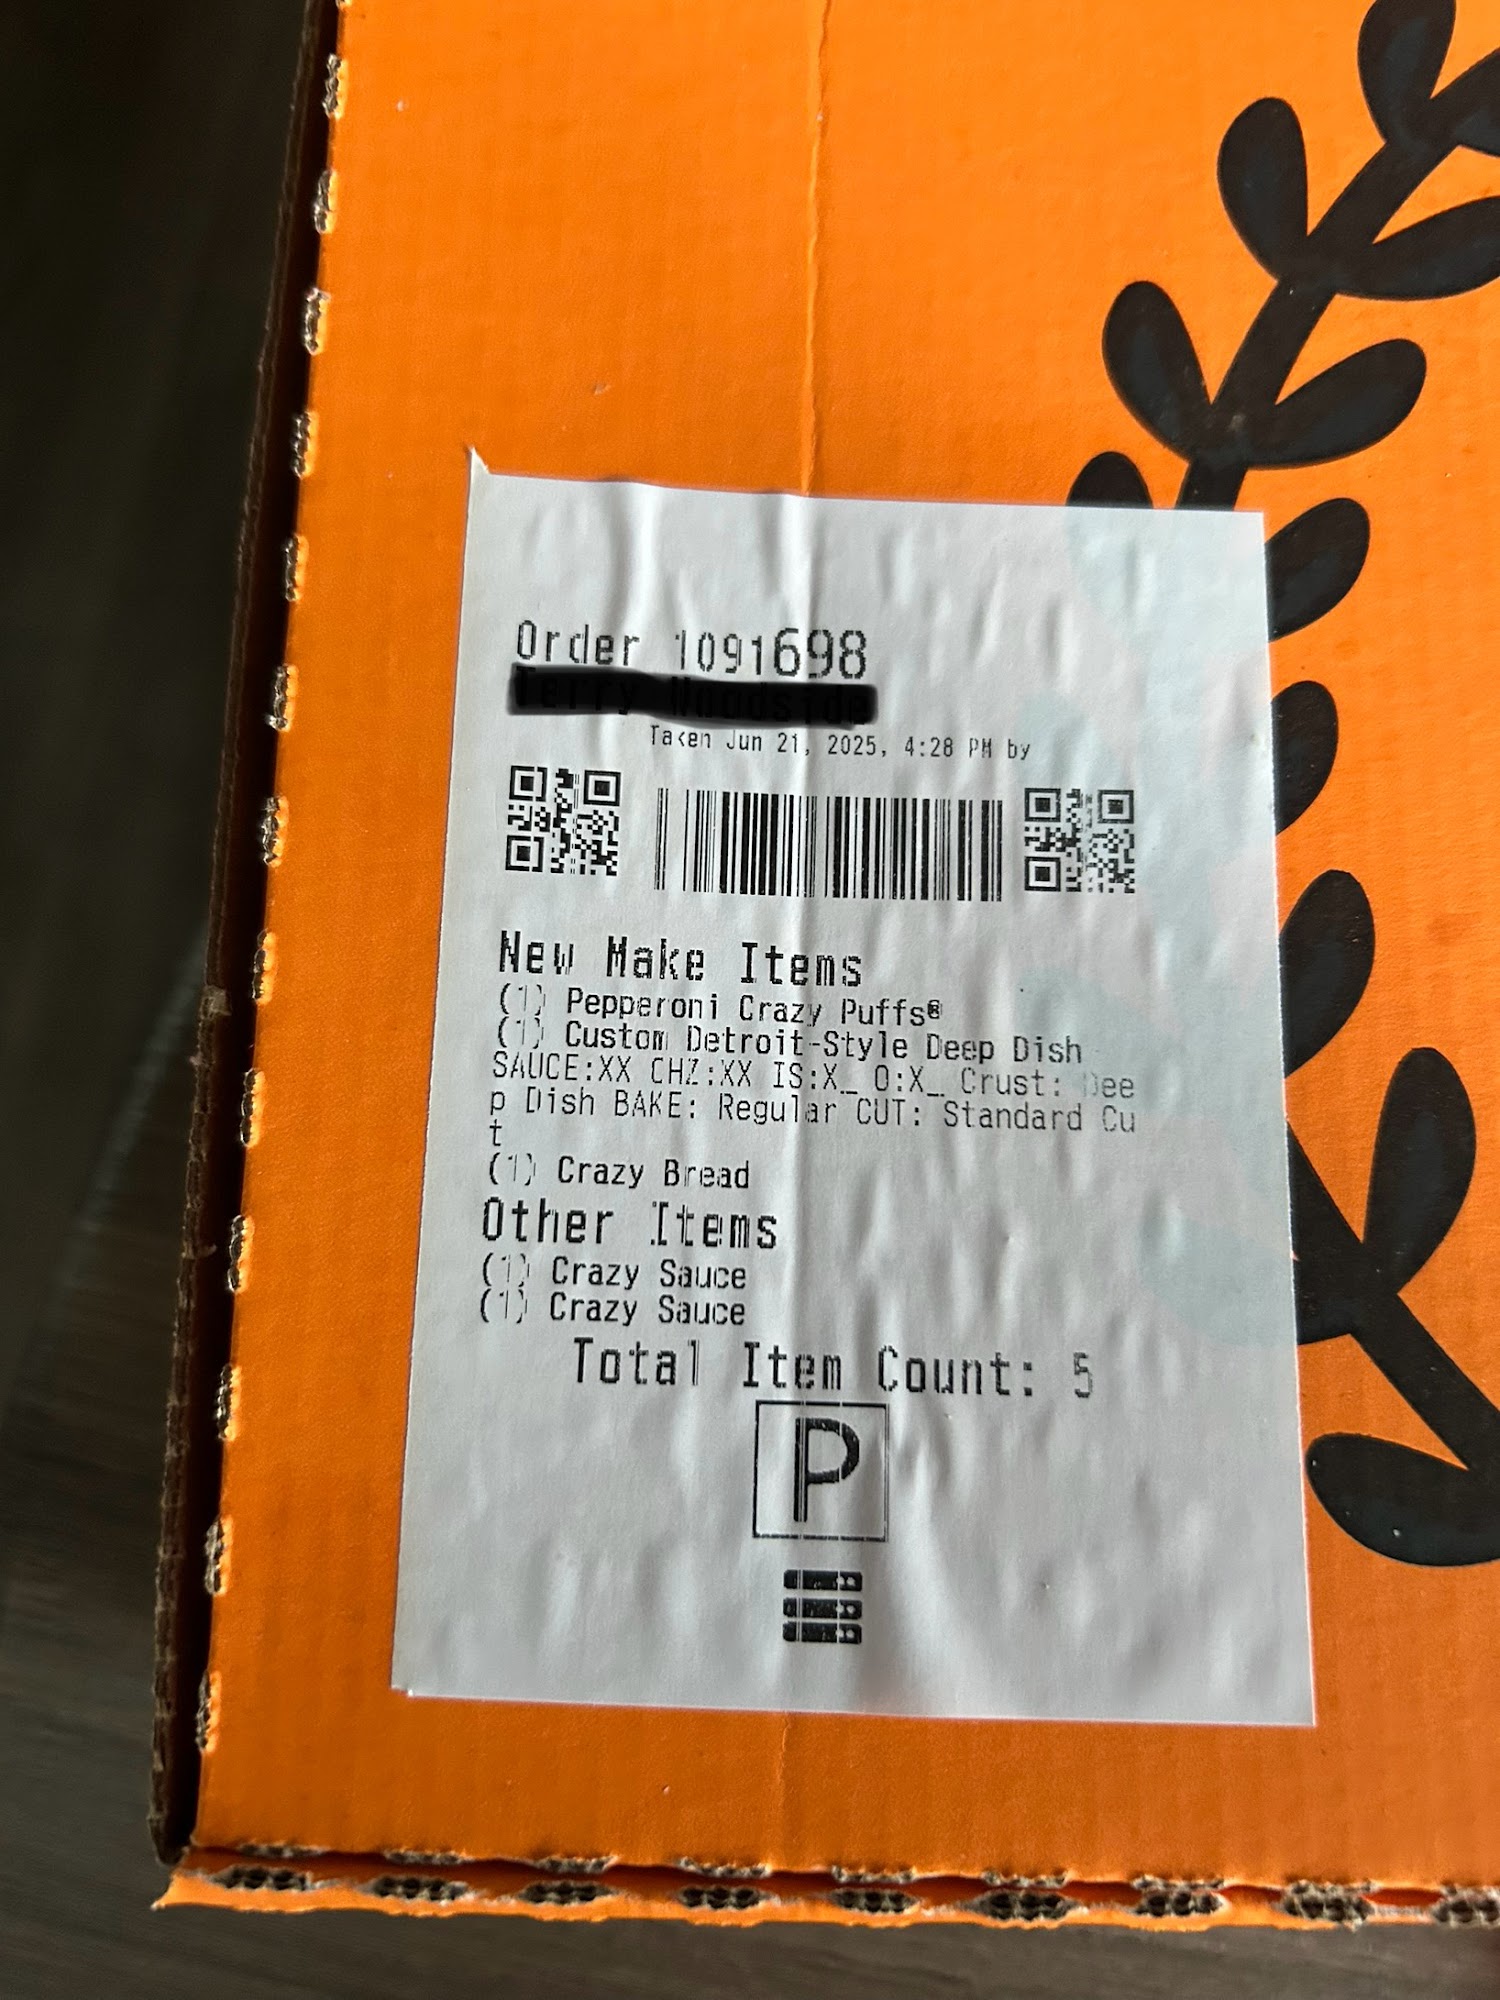 Order 1091698
Taken Jun 21, 2025, 4:28 PM by
New Make Items
(1) Pepperoni Crazy Puffs®
(1) Custom Detroit-Style Deep Dish
SAUCE:XX CHZ:XX IS:X_ O:X_ Crust: Dee
p Dish BAKE: Regular CUT: Standard Cu
t
(1) Crazy Bread
Other Items
(1) Crazy Sauce
(1) Crazy Sauce
Total Item Count: 5
P